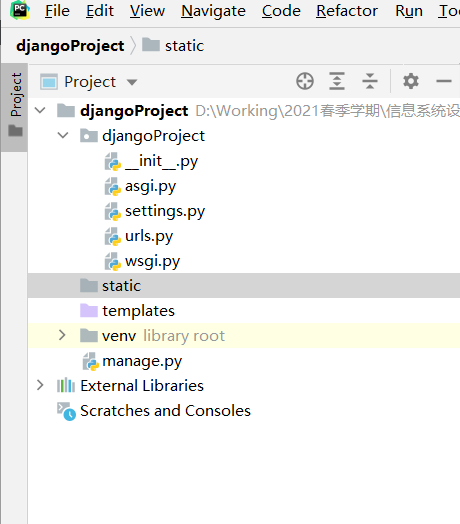 PC File Edit View Navigate Code Refactor Run Too
djangoProject static
Project
Project
djangoProject D:\Working\2021春季学期\信息系统设
djangoProject
__init__.py
asgi.py
settings.py
urls.py
wsgi.py
static
templates
venv library root
manage.py
External Libraries
Scratches and Consoles